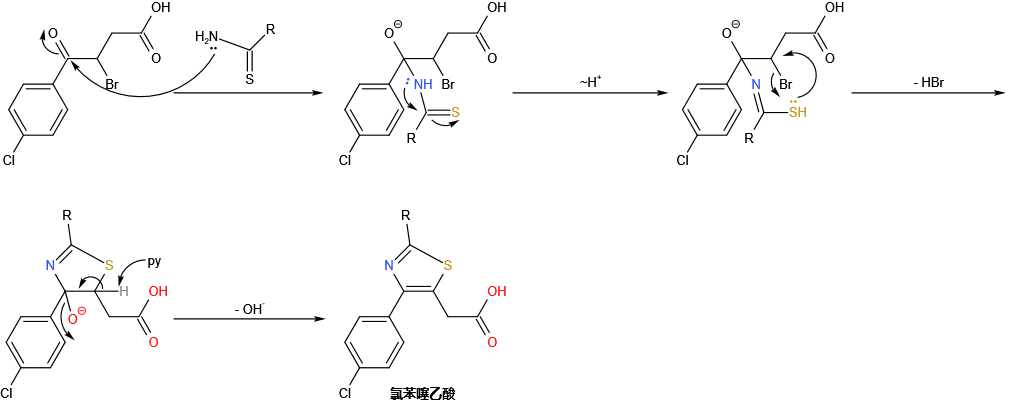 OH
O
O
Br
Cl
H₂N
R
S
O⊖
OH
O
Br
NH
S
R
Cl
~H⁺
O⊖
OH
O
Br
N
SH
R
Cl
- HBr
R
N
S
H
py
O⊖
OH
O
Cl
- OH⁻
R
N
S
OH
O
Cl
氯苯噻乙酸